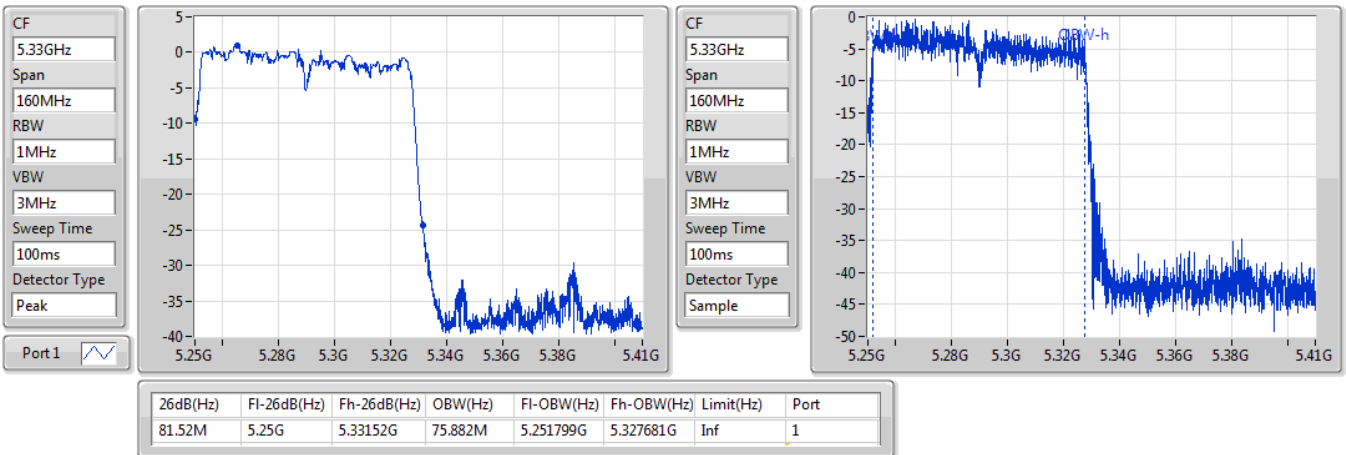 CF
5.33GHz
Span
160MHz
RBW
1MHz
VBW
3MHz
Sweep Time
100ms
Detector Type
Peak
Port 1
5
0
-5
-10
-15
-20
-25
-30
-35
-40
5.25G 5.28G 5.3G 5.32G 5.34G 5.36G 5.38G 5.41G
CF
5.33GHz
Span
160MHz
RBW
1MHz
VBW
3MHz
Sweep Time
100ms
Detector Type
Sample
OBW-h
0
-5
-10
-15
-20
-25
-30
-35
-40
-45
-50
5.25G 5.28G 5.3G 5.32G 5.34G 5.36G 5.38G 5.41G
26dB(Hz) Fl-26dB(Hz) Fh-26dB(Hz) OBW(Hz) Fl-OBW(Hz) Fh-OBW(Hz) Limit(Hz) Port
81.52M 5.25G 5.33152G 75.882M 5.251799G 5.327681G Inf 1